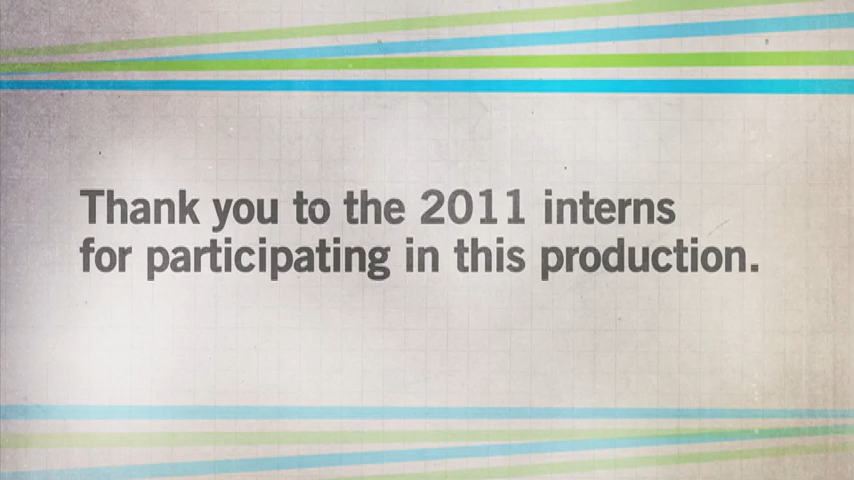 Thank you to the 2011 interns
for participating in this production.